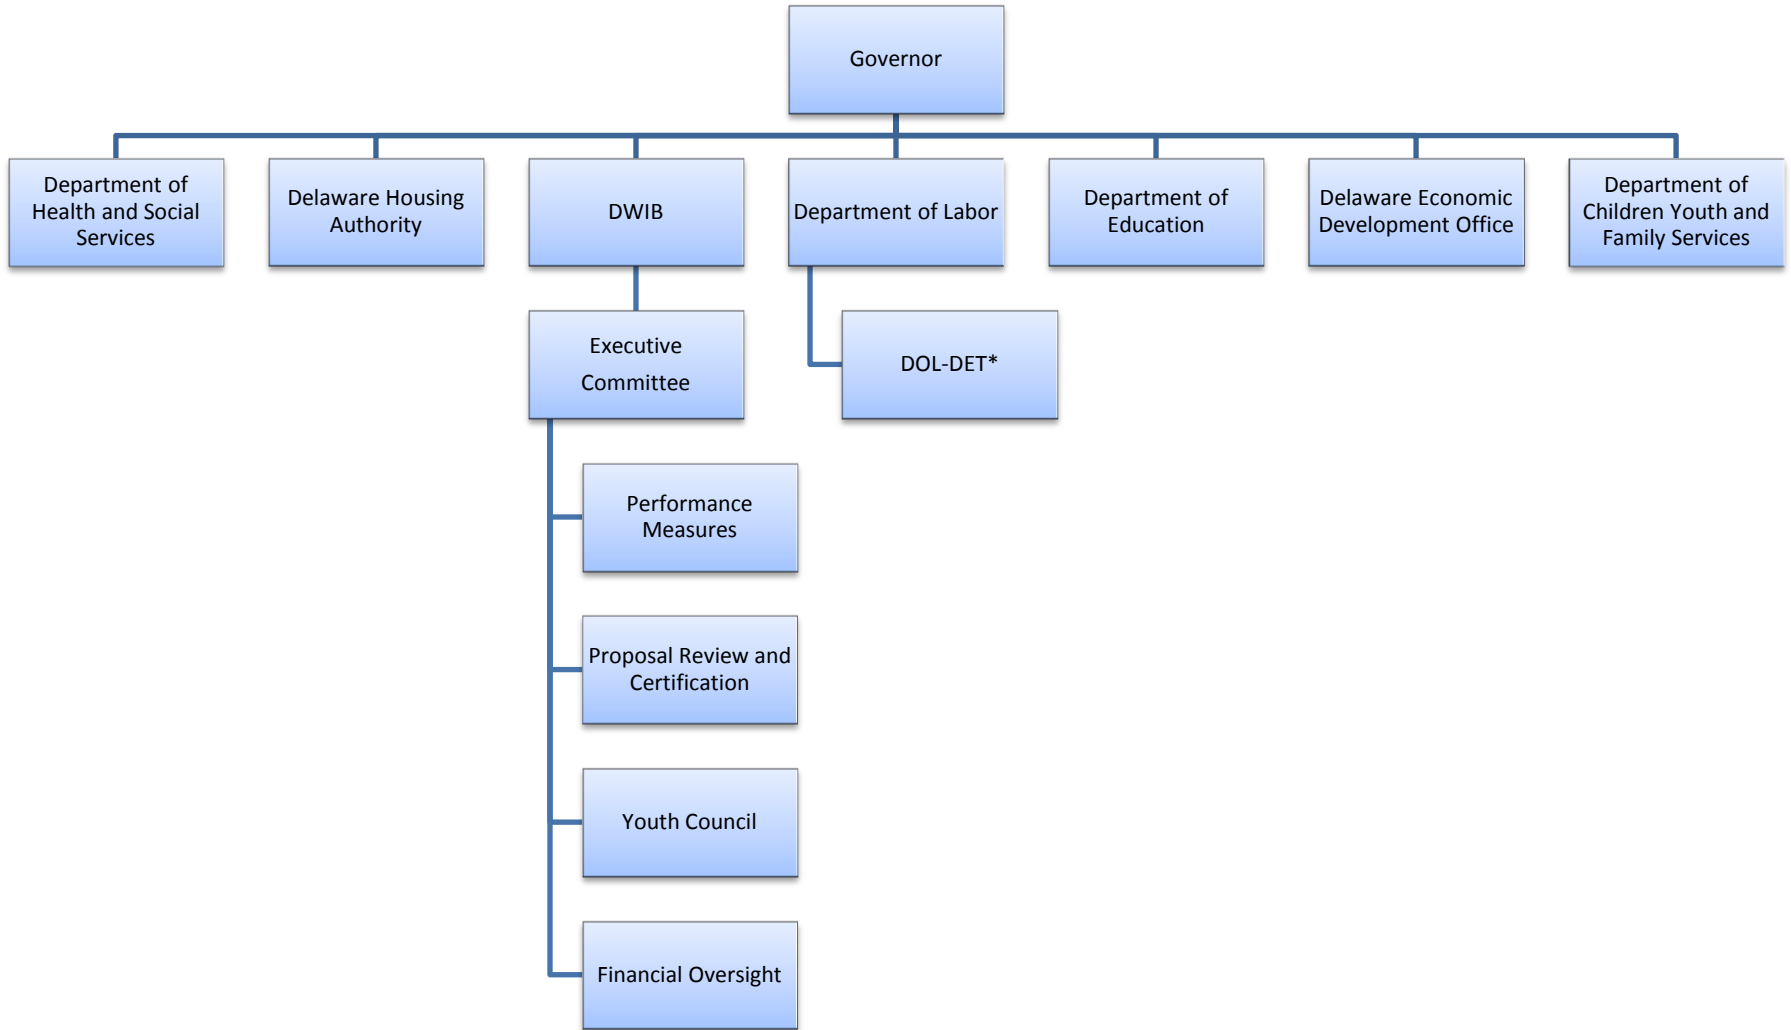 Governor
Department of
Health and Social
Services
Delaware Housing
Authority
DWIB
Department of Labor
Department of
Education
Delaware Economic
Development Office
Department of
Children Youth and
Family Services
Executive
Committee
DOL-DET*
Performance
Measures
Proposal Review and
Certification
Youth Council
Financial Oversight